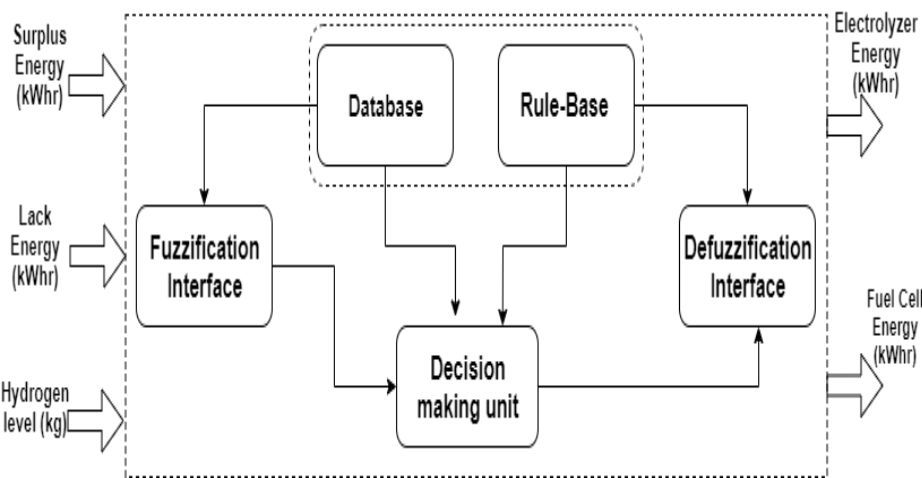 Surplus
Energy
(kWhr)
Electrolyzer
Energy
(kWhr)
Database
Rule-Base
Lack
Energy
(kWhr)
Fuzzification
Interface
Defuzzification
Interface
Fuel Cell
Energy
(kWhr)
Hydrogen
level (kg)
Decision
making unit